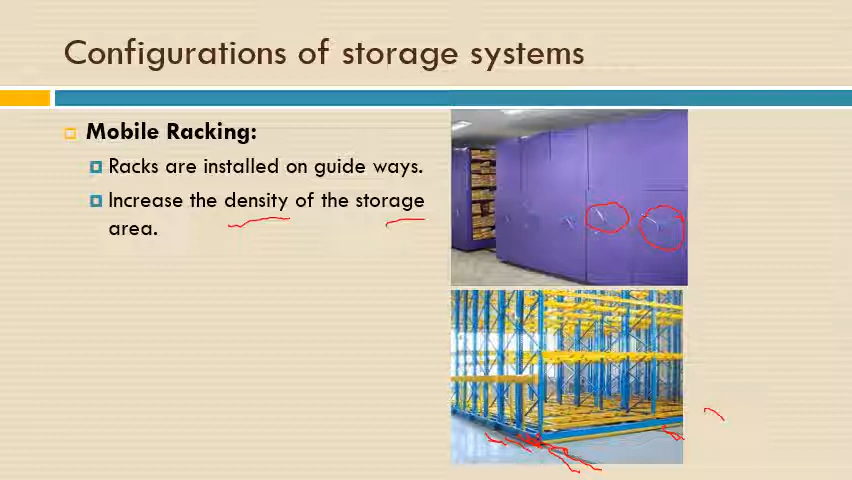 Configurations of storage systems
Mobile Racking:
Racks are installed on guide ways.
Increase the density of the storage
area.